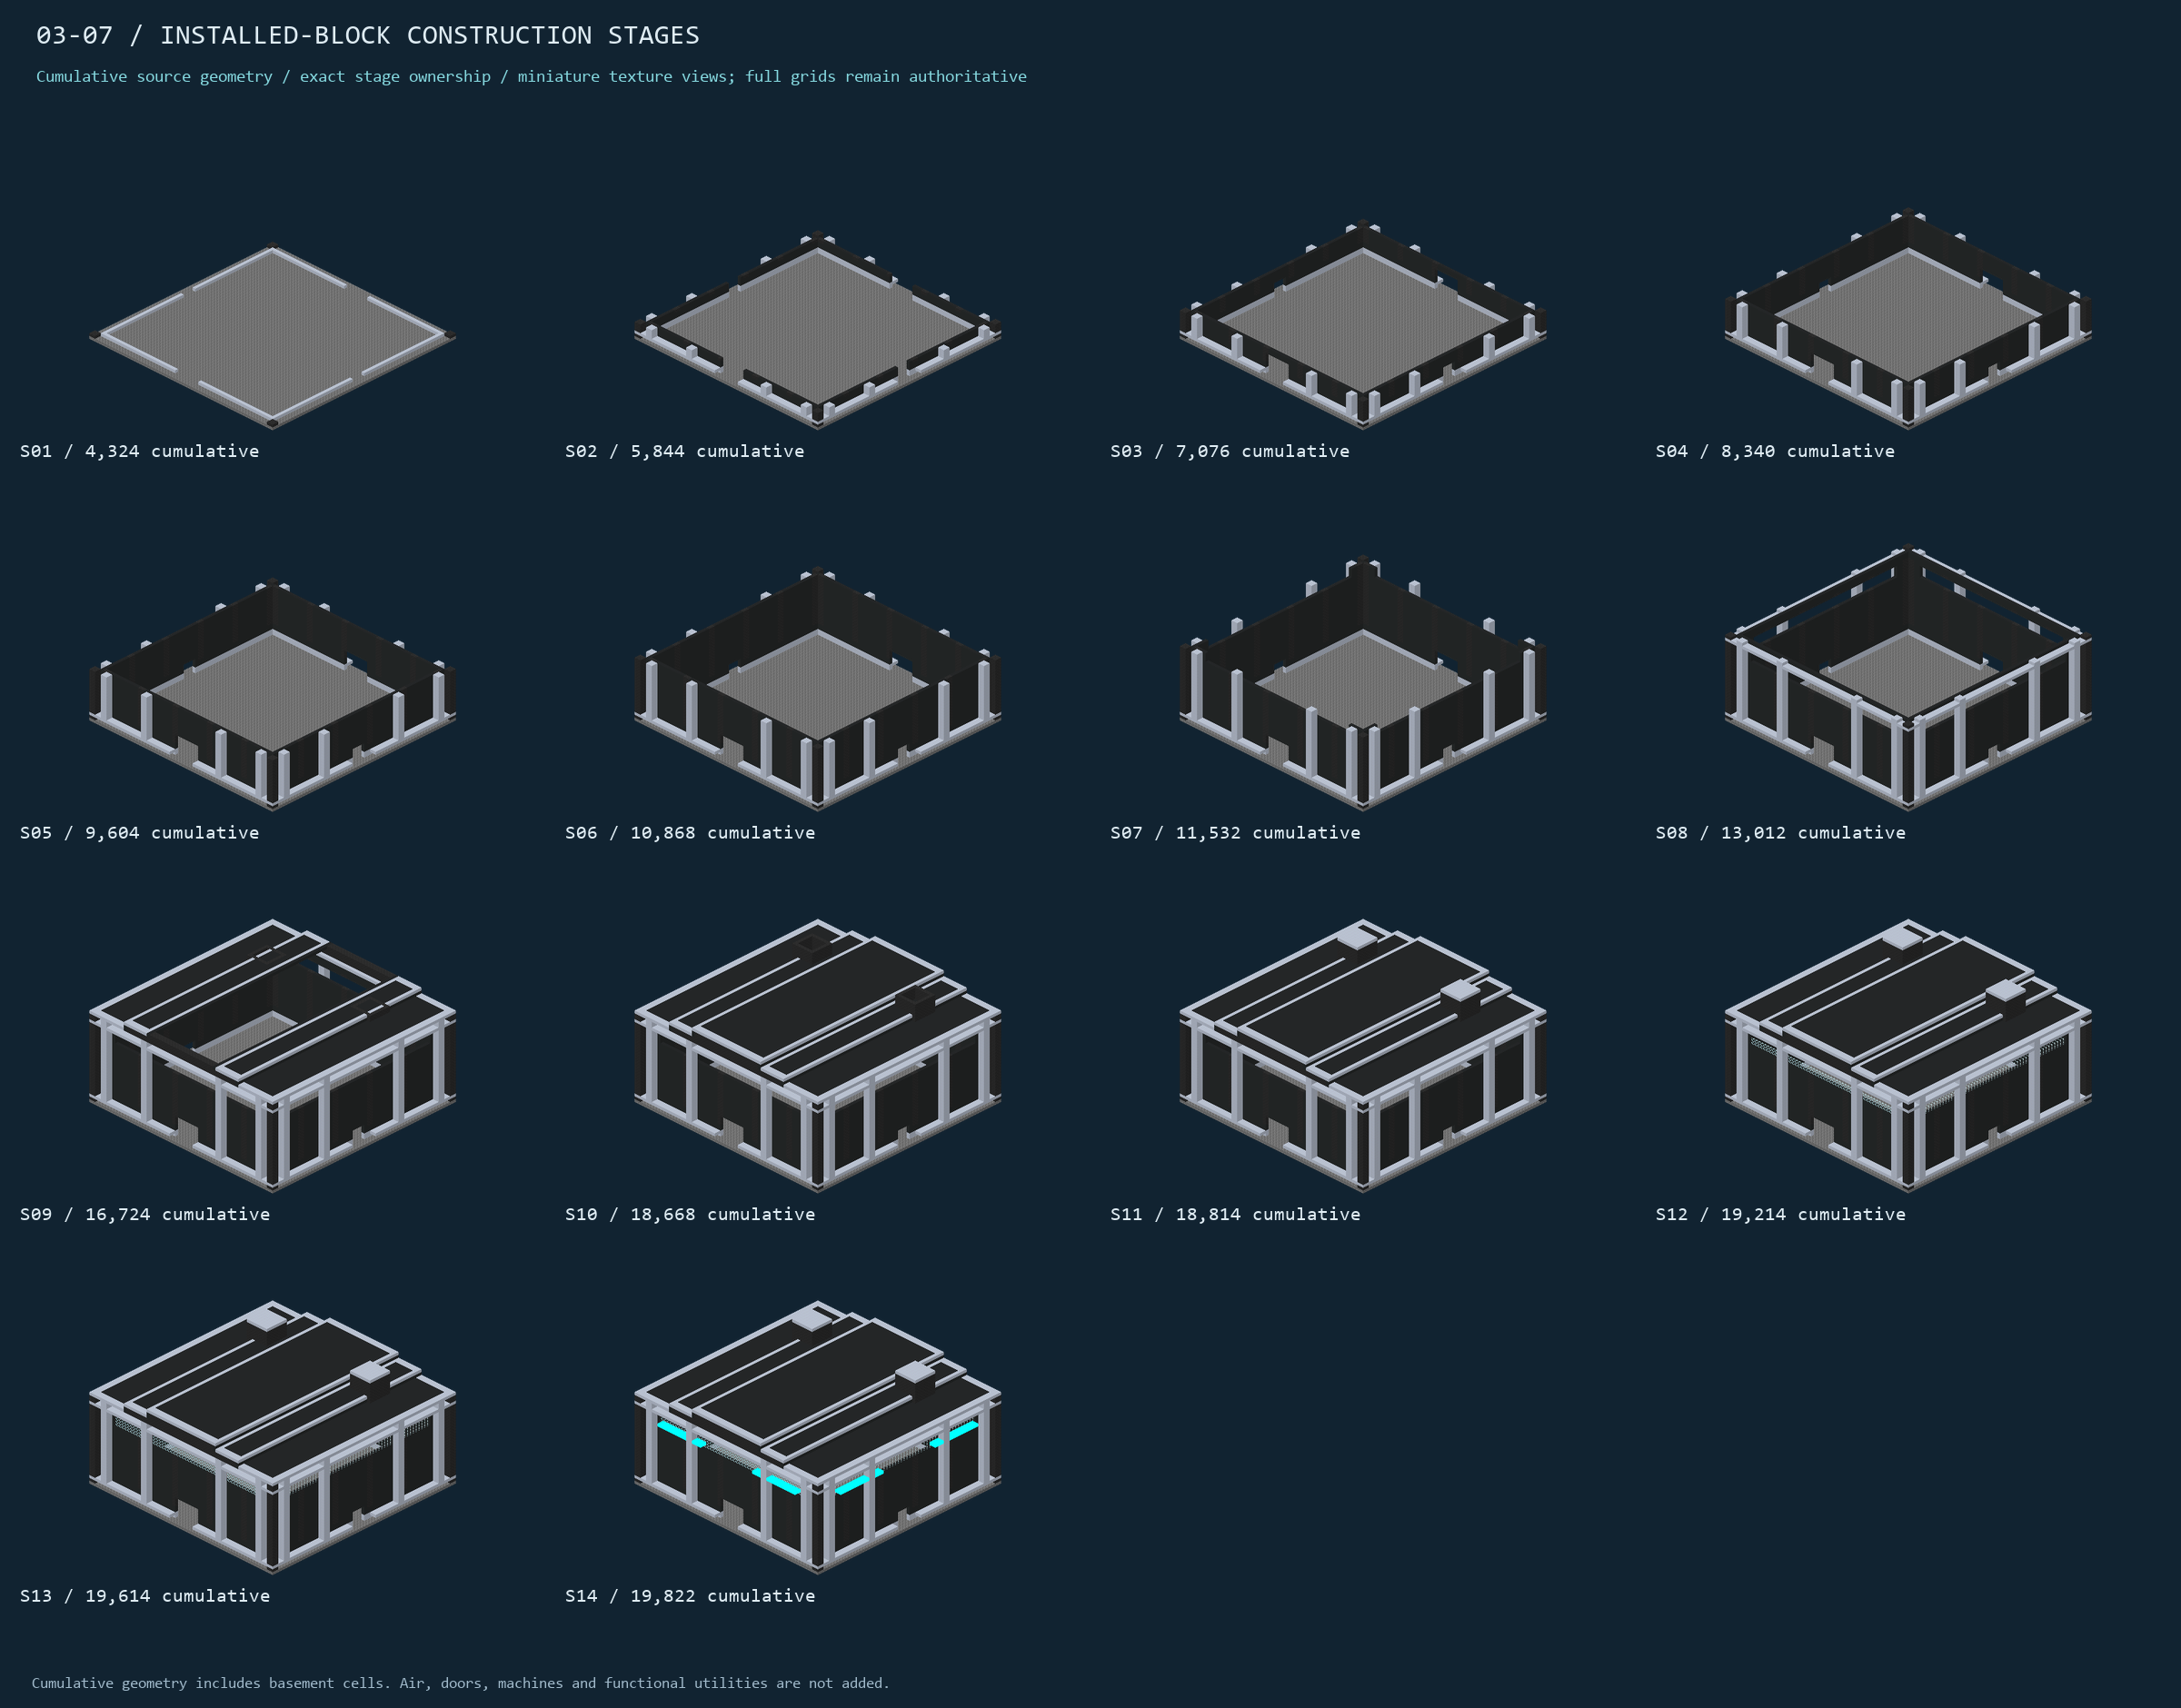 03-07 / INSTALLED-BLOCK CONSTRUCTION STAGES
Cumulative source geometry / exact stage ownership / miniature texture views; full grids remain authoritative
S01 / 4,324 cumulative
S02 / 5,844 cumulative
S03 / 7,076 cumulative
S04 / 8,340 cumulative
S05 / 9,604 cumulative
S06 / 10,868 cumulative
S07 / 11,532 cumulative
S08 / 13,012 cumulative
S09 / 16,724 cumulative
S10 / 18,668 cumulative
S11 / 18,814 cumulative
S12 / 19,214 cumulative
S13 / 19,614 cumulative
S14 / 19,822 cumulative
Cumulative geometry includes basement cells. Air, doors, machines and functional utilities are not added.